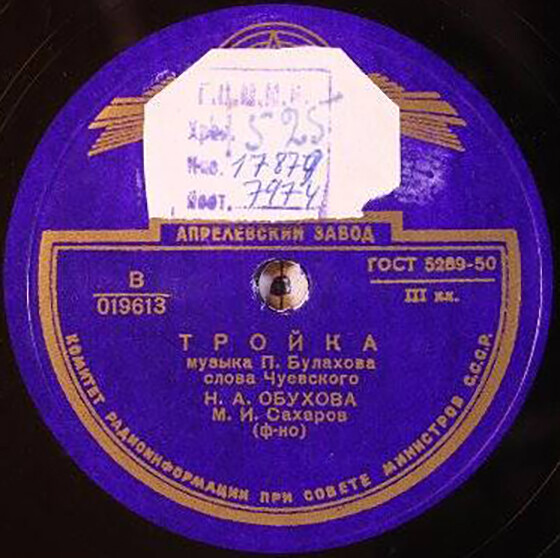 Г.Ц.М.М.К.
Хран. 525
Инв. 17879
Пост. 7974
АПРЕЛЕВСКИЙ ЗАВОД
В
019613
ГОСТ 5289-50
III кл.
ТРОЙКА
музыка П. Булахова
слова Чуевского
Н. А. ОБУХОВА
М. И. Сахаров
(ф-но)
КОМИТЕТ РАДИОИНФОРМАЦИИ ПРИ СОВЕТЕ МИНИСТРОВ С.С.С.Р.